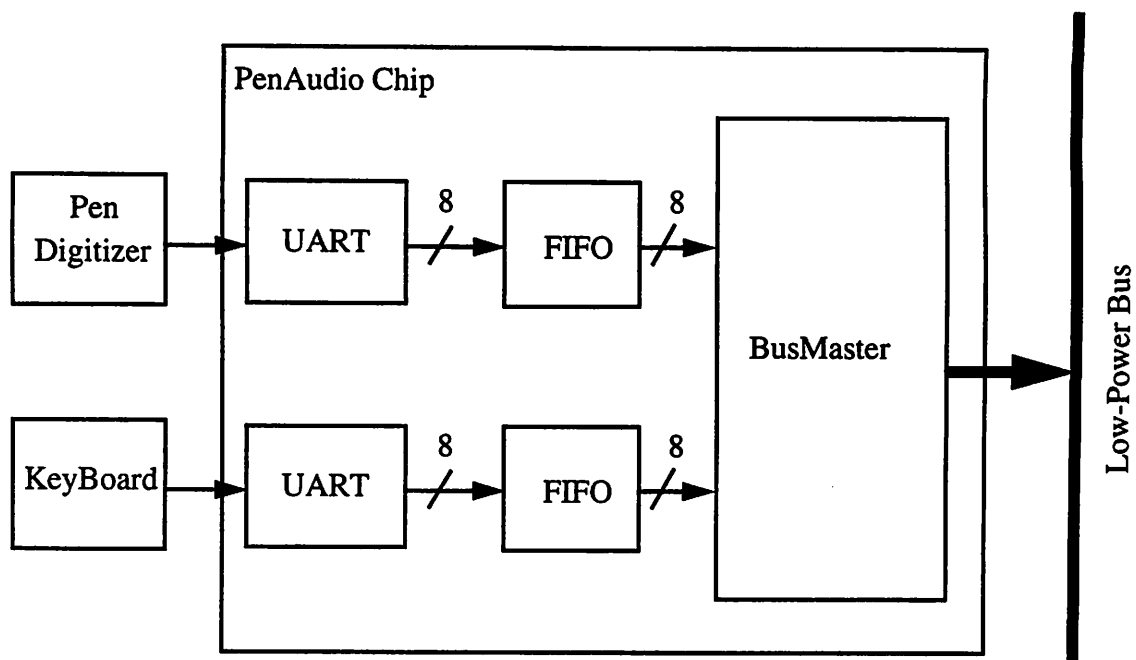 PenAudio Chip
Pen
Digitizer
UART
8
FIFO
8
BusMaster
KeyBoard
UART
8
FIFO
8
Low-Power Bus